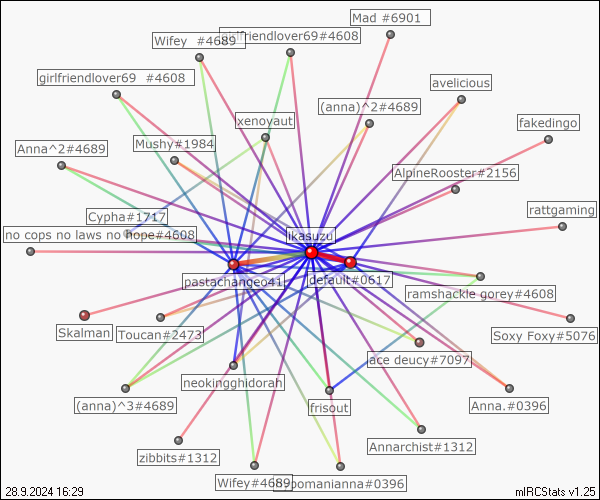 Mad #6901
Wifey  #4689
girlfriendlover69#4608
girlfriendlover69  #4608
avelicious
(anna)^2#4689
xenoyaut
fakedingo
Mushy#1984
Anna^2#4689
AlpineRooster#2156
Cypha#1717
rattgaming
no cops no laws no hope#4608
likasuzu
pastachangeo41
default#0617
ramshackle gorey#4608
Skalman
Toucan#2473
Soxy Foxy#5076
ace deucy#7097
neokingghidorah
(anna)^3#4689
frisout
Anna.#0396
Annarchist#1312
zibbits#1312
Wifey#4689
pomanianna#0396
28.9.2024 16:29
mIRCStats v1.25